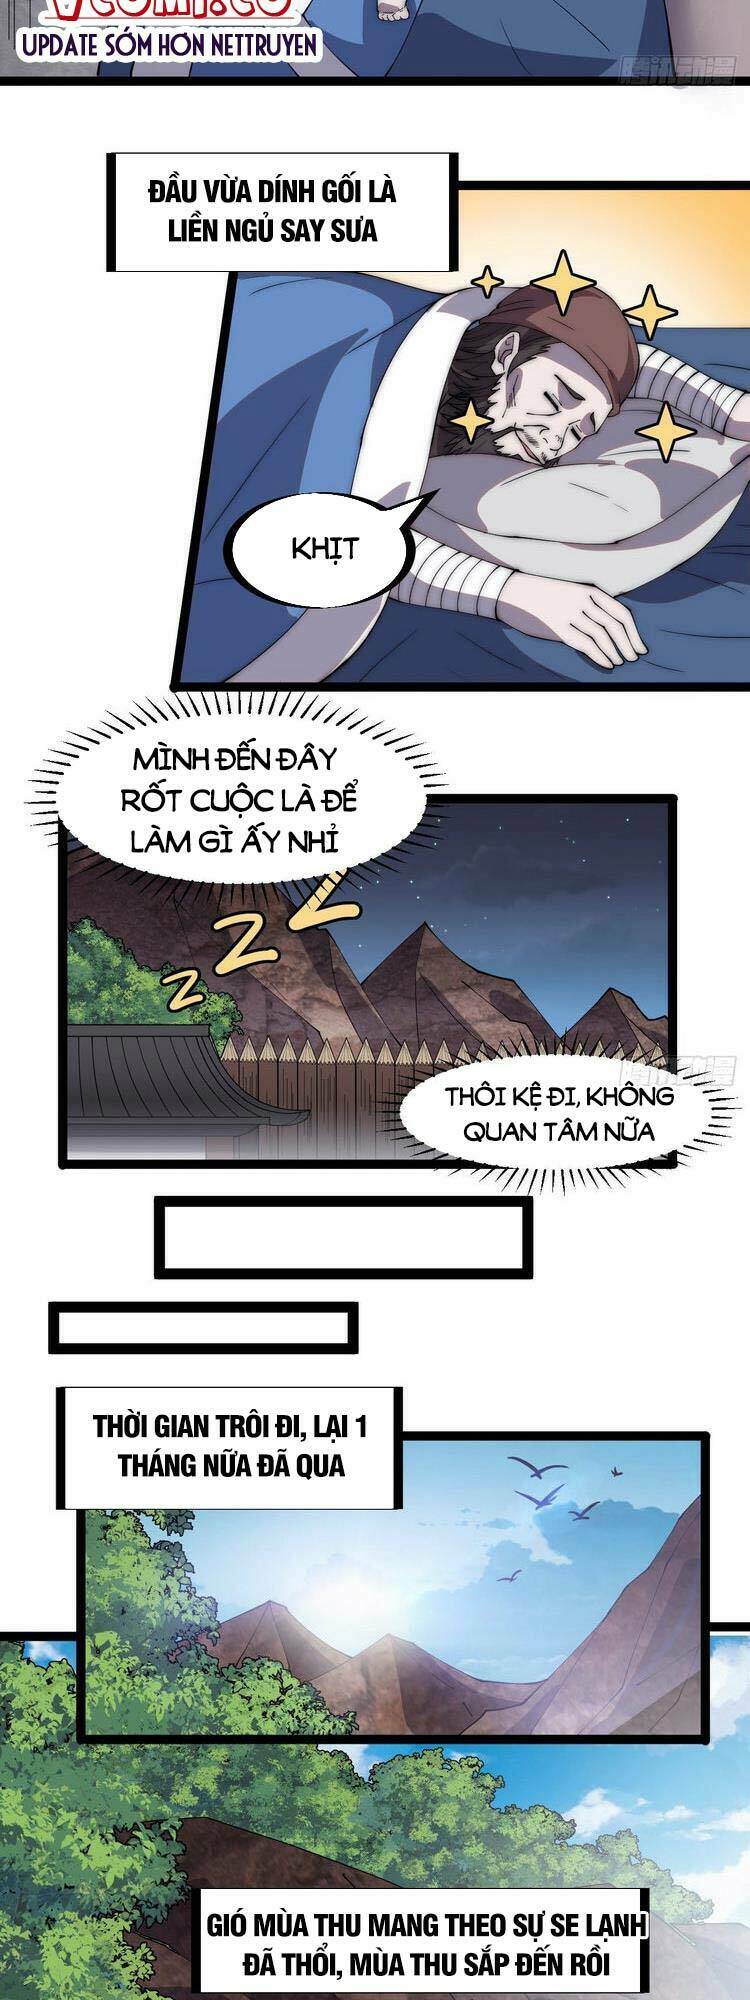 UPDATE SỚM HƠN NETTRUYEN
ĐẦU VỪA DÍNH GỐI LÀ
LIỀN NGỦ SAY SƯA
KHỊT
MÌNH ĐẾN ĐÂY
RỐT CUỘC LÀ ĐỂ
LÀM GÌ ẤY NHỈ
ZZZ
THÔI KỆ ĐI, KHÔNG
QUAN TÂM NỮA
THỜI GIAN TRÔI ĐI, LẠI 1
THÁNG NỮA ĐÃ QUA
GIÓ MÙA THU MANG THEO SỰ SE LẠNH
ĐÃ THỔI, MÙA THU SẮP ĐẾN RỒI